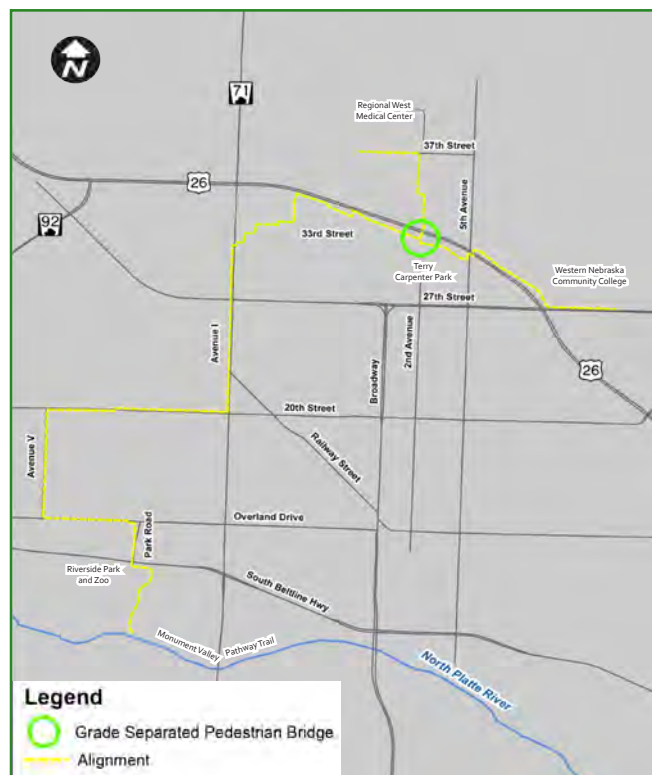 N
71
Regional West
Medical Center
37th Street
26
5th Avenue
92
33rd Street
Terry
Carpenter Park
Western Nebraska
Community College
27th Street
Avenue I
2nd Avenue
Broadway
26
20th Street
Avenue V
Railway Street
Overland Drive
Park Road
Riverside Park
and Zoo
South Beltline Hwy
Monument Valley Pathway Trail
North Platte River
Legend
Grade Separated Pedestrian Bridge
Alignment